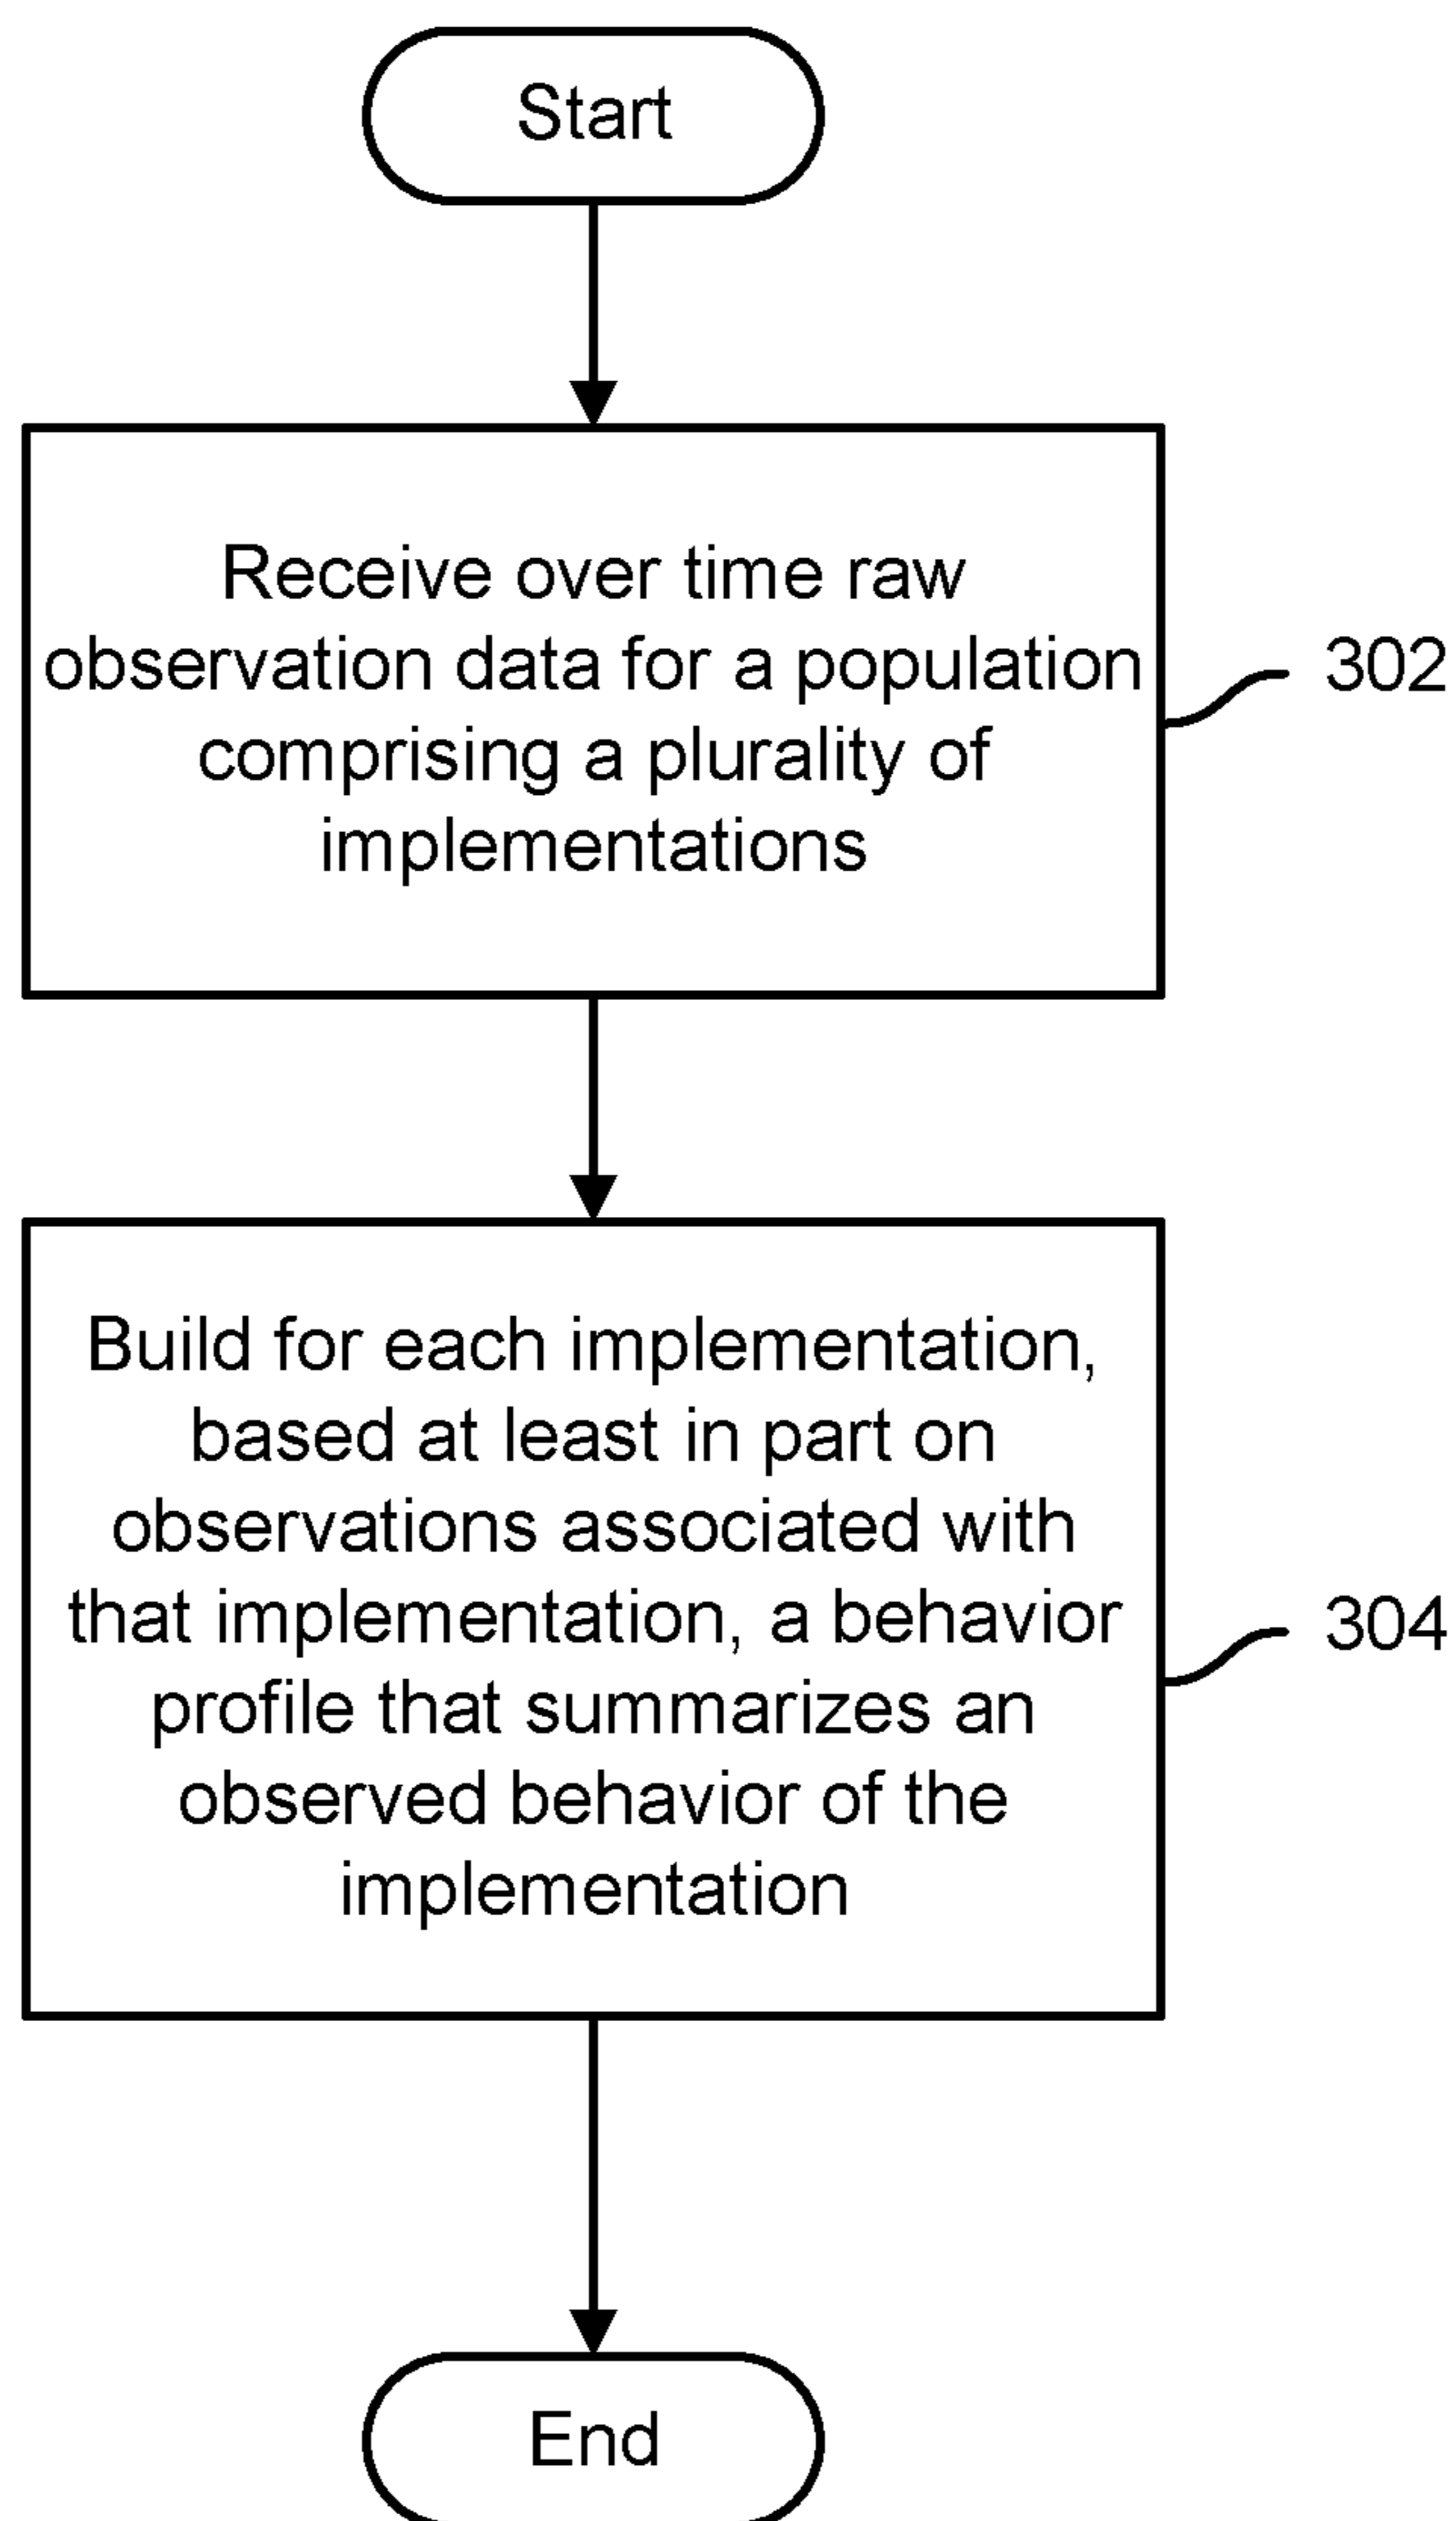 Start
Receive over time raw
observation data for a population
comprising a plurality of
implementations
302
Build for each implementation,
based at least in part on
observations associated with
that implementation, a behavior
profile that summarizes an
observed behavior of the
implementation
304
End